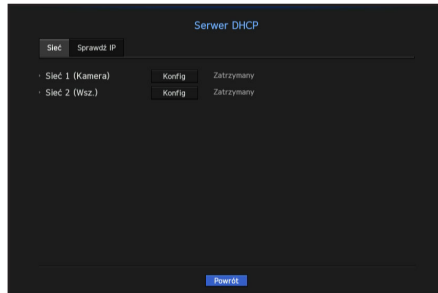 Serwer DHCP
Sieć Sprawdź IP
Sieć 1 (Kamera) Konfig Zatrzymany
Sieć 2 (Wsz.) Konfig Zatrzymany
Powrót